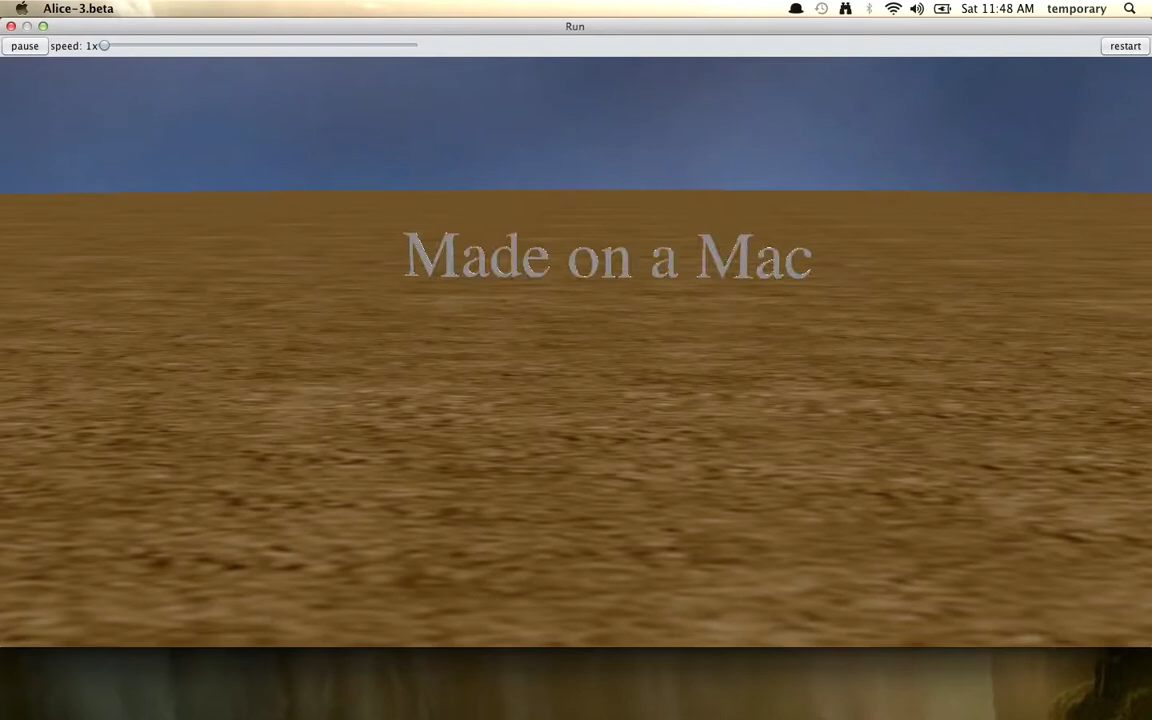 Alice-3.beta
Sat 11:48 AM temporary
Run
pause speed: 1x restart
Made on a Mac